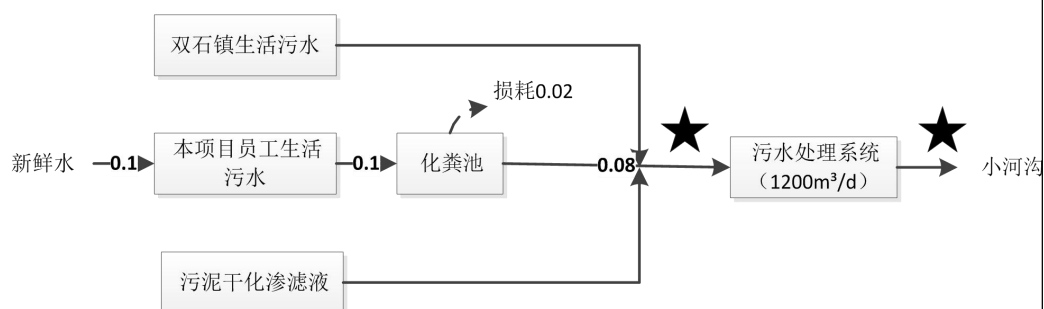 双石镇生活污水
损耗0.02
新鲜水
0.1
本项目员工生活
污水
0.1
化粪池
0.08
污水处理系统
（1200m³/d）
小河沟
污泥干化渗滤液